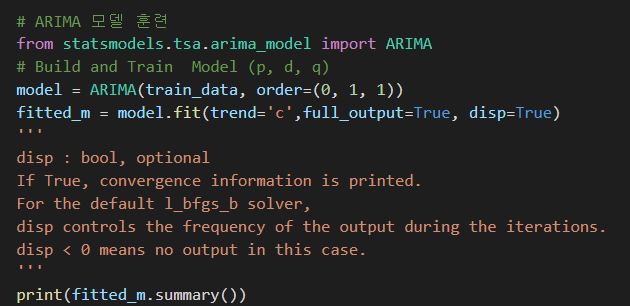 # ARIMA 모델 훈련
from statsmodels.tsa.arima_model import ARIMA
# Build and Train  Model (p, d, q)
model = ARIMA(train_data, order=(0, 1, 1))
fitted_m = model.fit(trend='c',full_output=True, disp=True)
'''
disp : bool, optional
If True, convergence information is printed.
For the default l_bfgs_b solver,
disp controls the frequency of the output during the iterations.
disp < 0 means no output in this case.
'''
print(fitted_m.summary())